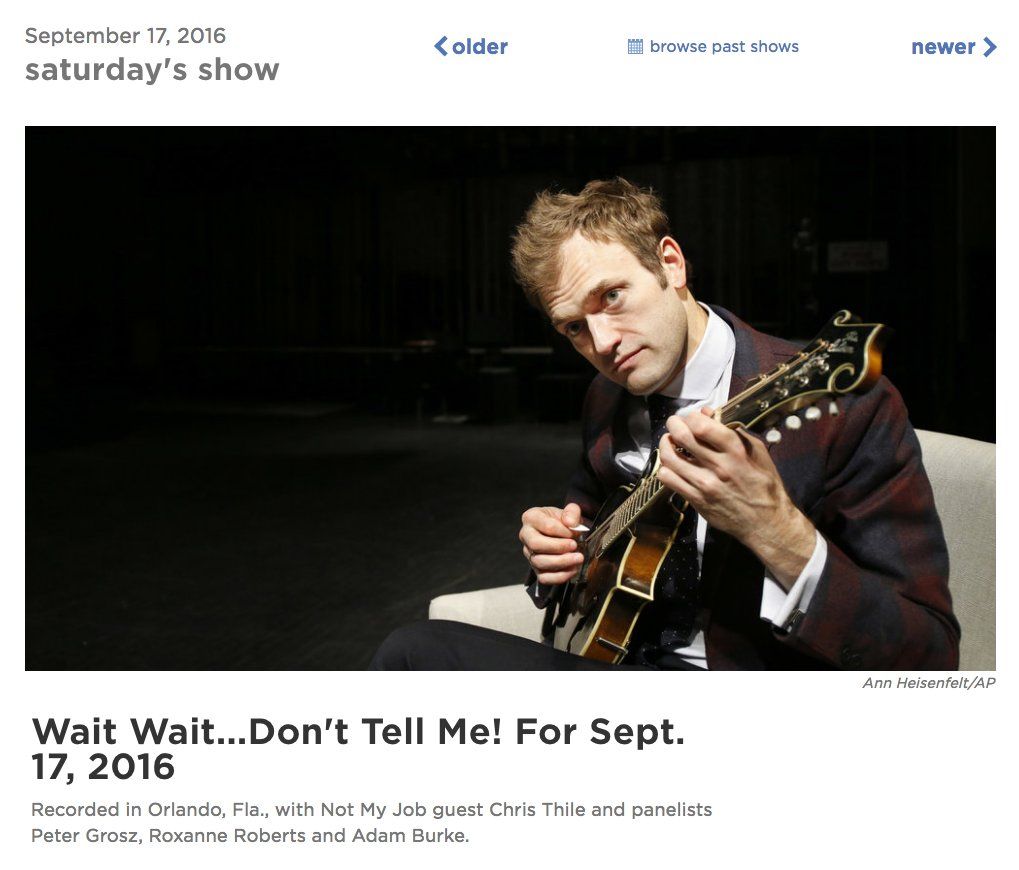 September 17, 2016
saturday's show
older
browse past shows
newer
Ann Heisenfelt/AP
Wait Wait...Don't Tell Me! For Sept.
17, 2016
Recorded in Orlando, Fla., with Not My Job guest Chris Thile and panelists
Peter Grosz, Roxanne Roberts and Adam Burke.